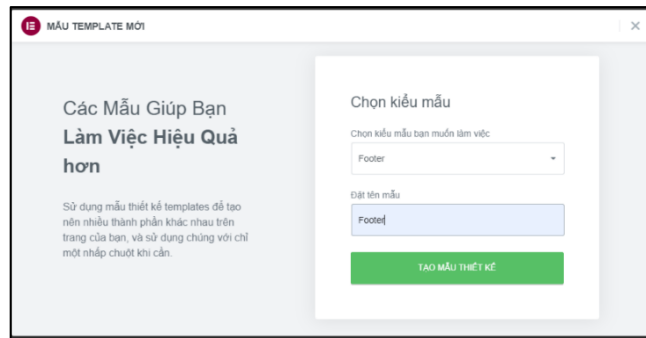 MẪU TEMPLATE MỚI
Các Mẫu Giúp Bạn
Làm Việc Hiệu Quả
hơn
Sử dụng mẫu thiết kế templates để tạo
nên nhiều thành phần khác nhau trên
trang của bạn, và sử dụng chúng với chỉ
một nhấp chuột khi cần.
Chọn kiểu mẫu
Chọn kiểu mẫu bạn muốn làm việc
Footer
Đặt tên mẫu
Footer
TẠO MẪU THIẾT KẾ